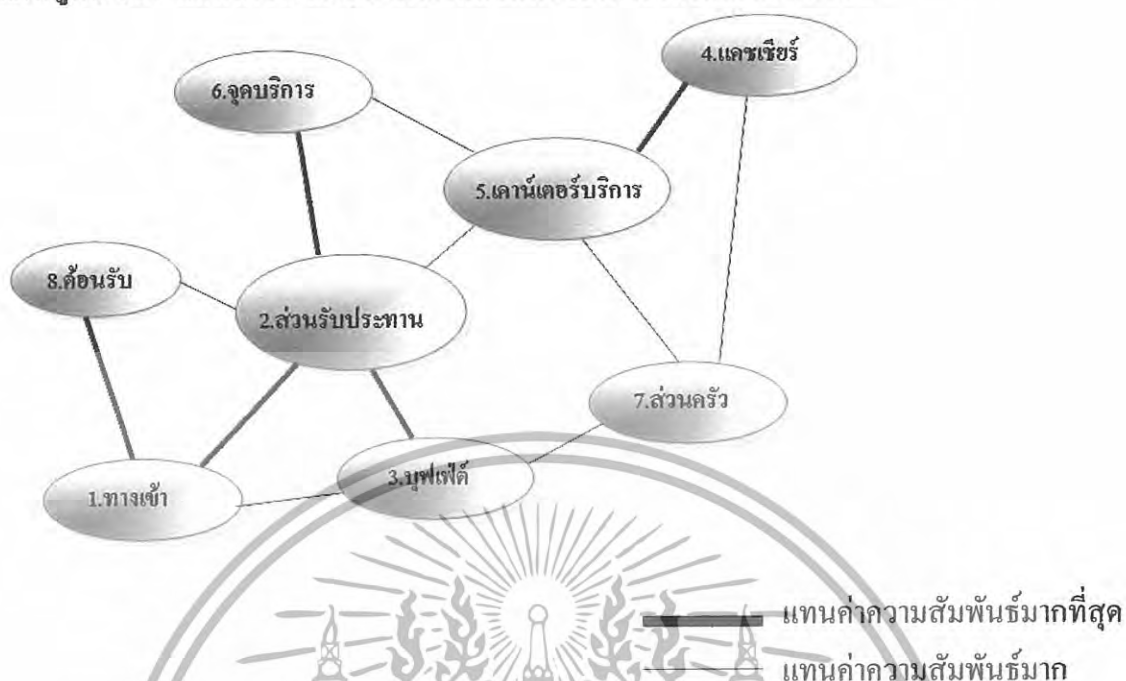 4.แคชเชียร์
6.จุดบริการ
5.เคาน์เตอร์บริการ
8.ต้อนรับ
2.ส่วนรับประทาน
7.ส่วนครัว
3.บุฟเฟ่ต์
1.ทางเข้า
แทนค่าความสัมพันธ์มากที่สุด
แทนค่าความสัมพันธ์มาก